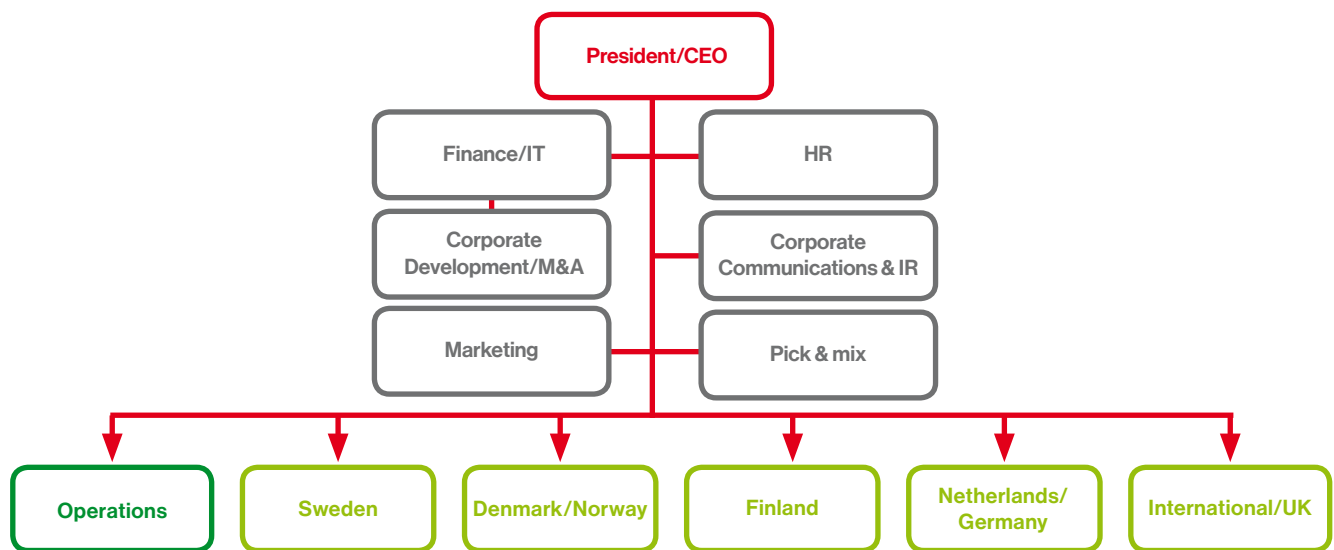 President/CEO
Finance/IT
HR
Corporate
Development/M&A
Corporate
Communications & IR
Marketing
Pick & mix
Operations
Sweden
Denmark/Norway
Finland
Netherlands/
Germany
International/UK